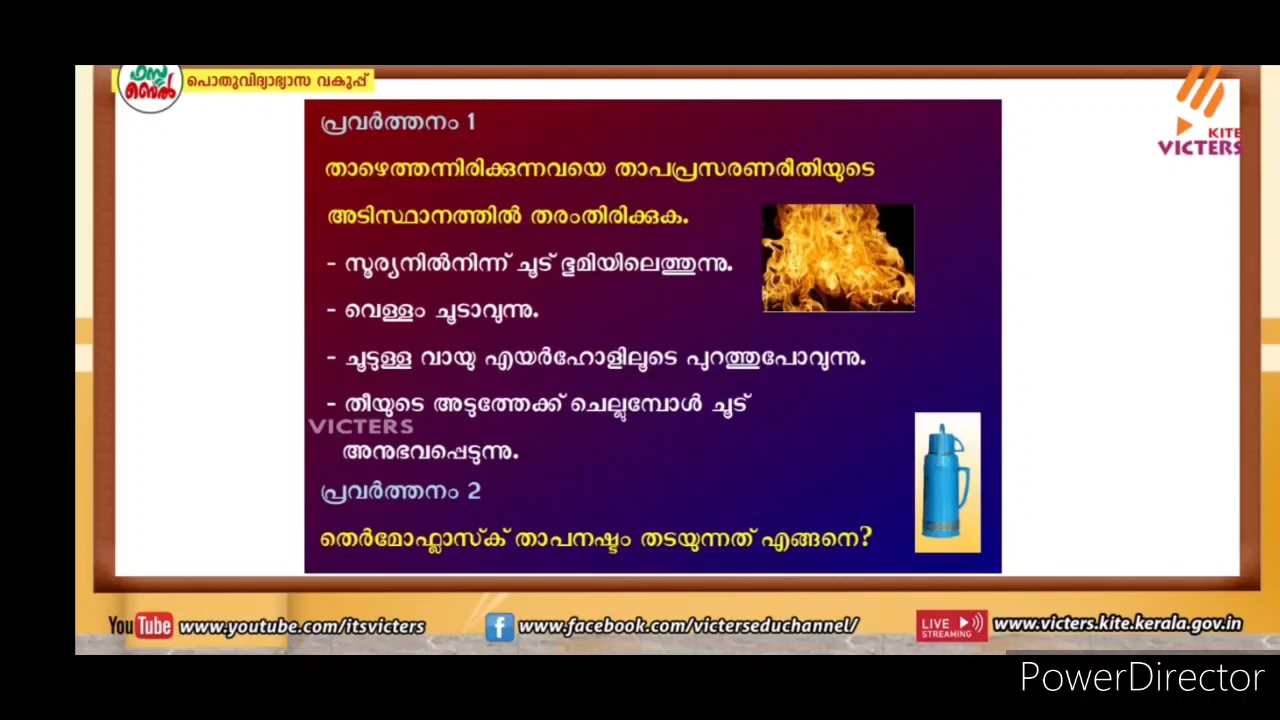 ഫസ്റ്റ്
ബെൽ
പൊതുവിദ്യാഭ്യാസ വകുപ്പ്
KITE
VICTERS
പ്രവർത്തനം 1
താഴെത്തന്നിരിക്കുന്നവയെ താപപ്രസരണരീതിയുടെ
അടിസ്ഥാനത്തിൽ തരംതിരിക്കുക.
- സൂര്യനിൽനിന്ന് ചൂട് ഭൂമിയിലെത്തുന്നു.
- വെള്ളം ചൂടാവുന്നു.
- ചൂടുള്ള വായു എയർഹോളിലൂടെ പുറത്തുപോവുന്നു.
- തീയുടെ അടുത്തേക്ക് ചെല്ലുമ്പോൾ ചൂട്
VICTERS
അനുഭവപ്പെടുന്നു.
പ്രവർത്തനം 2
തെർമോഫ്ലാസ്ക് താപനഷ്ടം തടയുന്നത് എങ്ങനെ?
YouTube www.youtube.com/itsvicters
f www.facebook.com/victerseduchannel/
LIVE STREAMING www.victers.kite.kerala.gov.in
PowerDirector